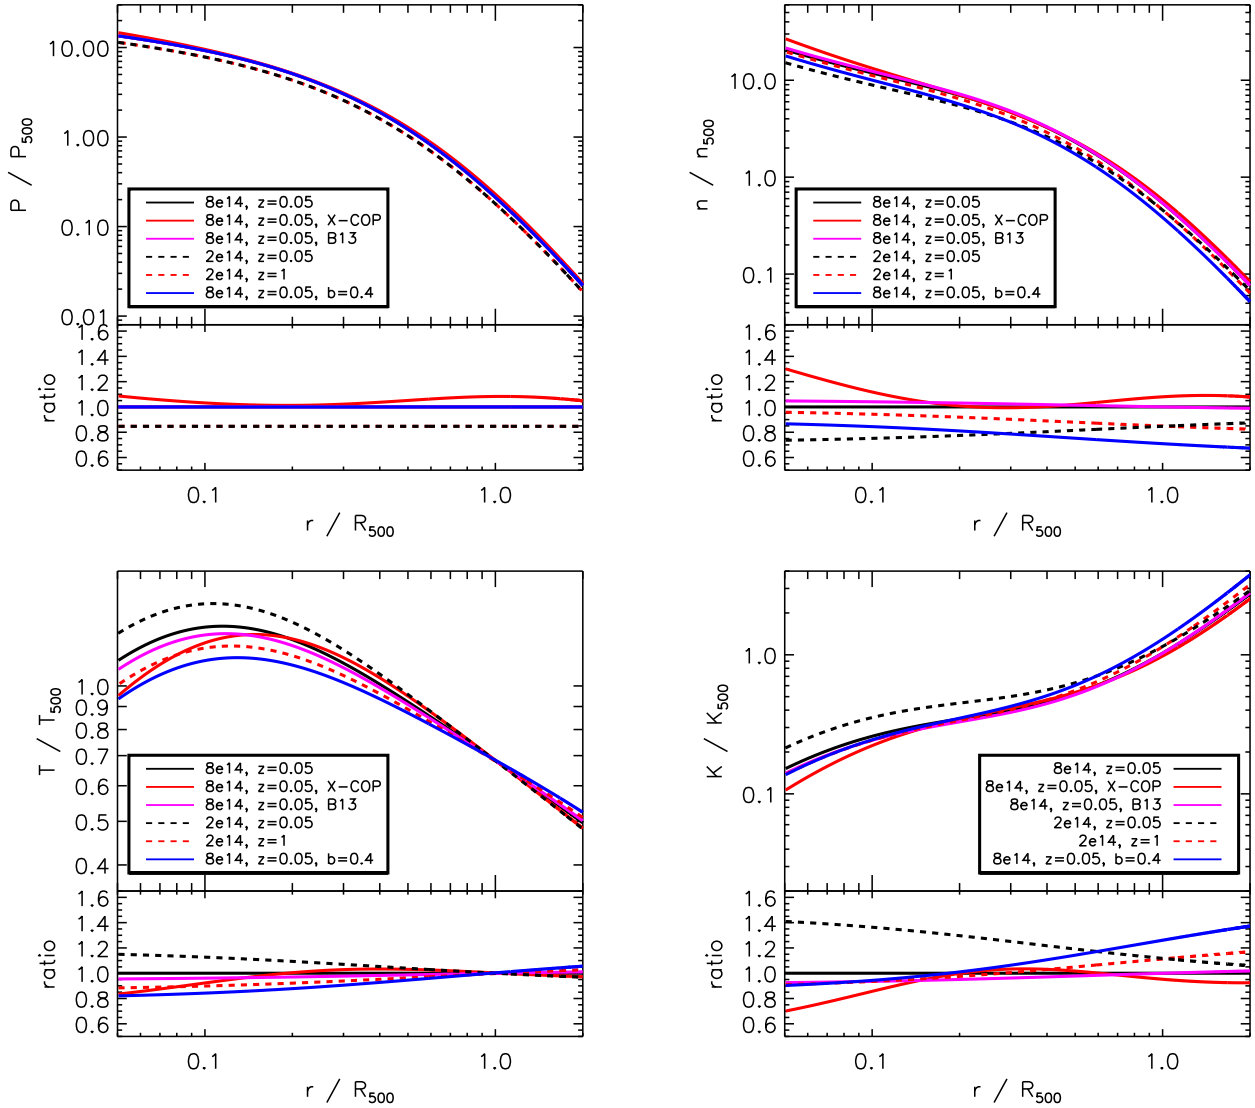 10.00
1.00
0.10
0.01
P / P500
8e14, z=0.05
8e14, z=0.05, X-COP
8e14, z=0.05, B13
2e14, z=0.05
2e14, z=1
8e14, z=0.05, b=0.4
1.6
1.4
1.2
1.0
0.8
0.6
ratio
0.1
1.0
r / R500
10.0
1.0
0.1
n / n500
8e14, z=0.05
8e14, z=0.05, X-COP
8e14, z=0.05, B13
2e14, z=0.05
2e14, z=1
8e14, z=0.05, b=0.4
1.6
1.4
1.2
1.0
0.8
0.6
ratio
0.1
1.0
r / R500
1.0
0.9
0.8
0.7
0.6
0.5
0.4
T / T500
8e14, z=0.05
8e14, z=0.05, X-COP
8e14, z=0.05, B13
2e14, z=0.05
2e14, z=1
8e14, z=0.05, b=0.4
1.6
1.4
1.2
1.0
0.8
0.6
ratio
0.1
1.0
r / R500
1.0
0.1
K / K500
8e14, z=0.05
8e14, z=0.05, X-COP
8e14, z=0.05, B13
2e14, z=0.05
2e14, z=1
8e14, z=0.05, b=0.4
1.6
1.4
1.2
1.0
0.8
0.6
ratio
0.1
1.0
r / R500